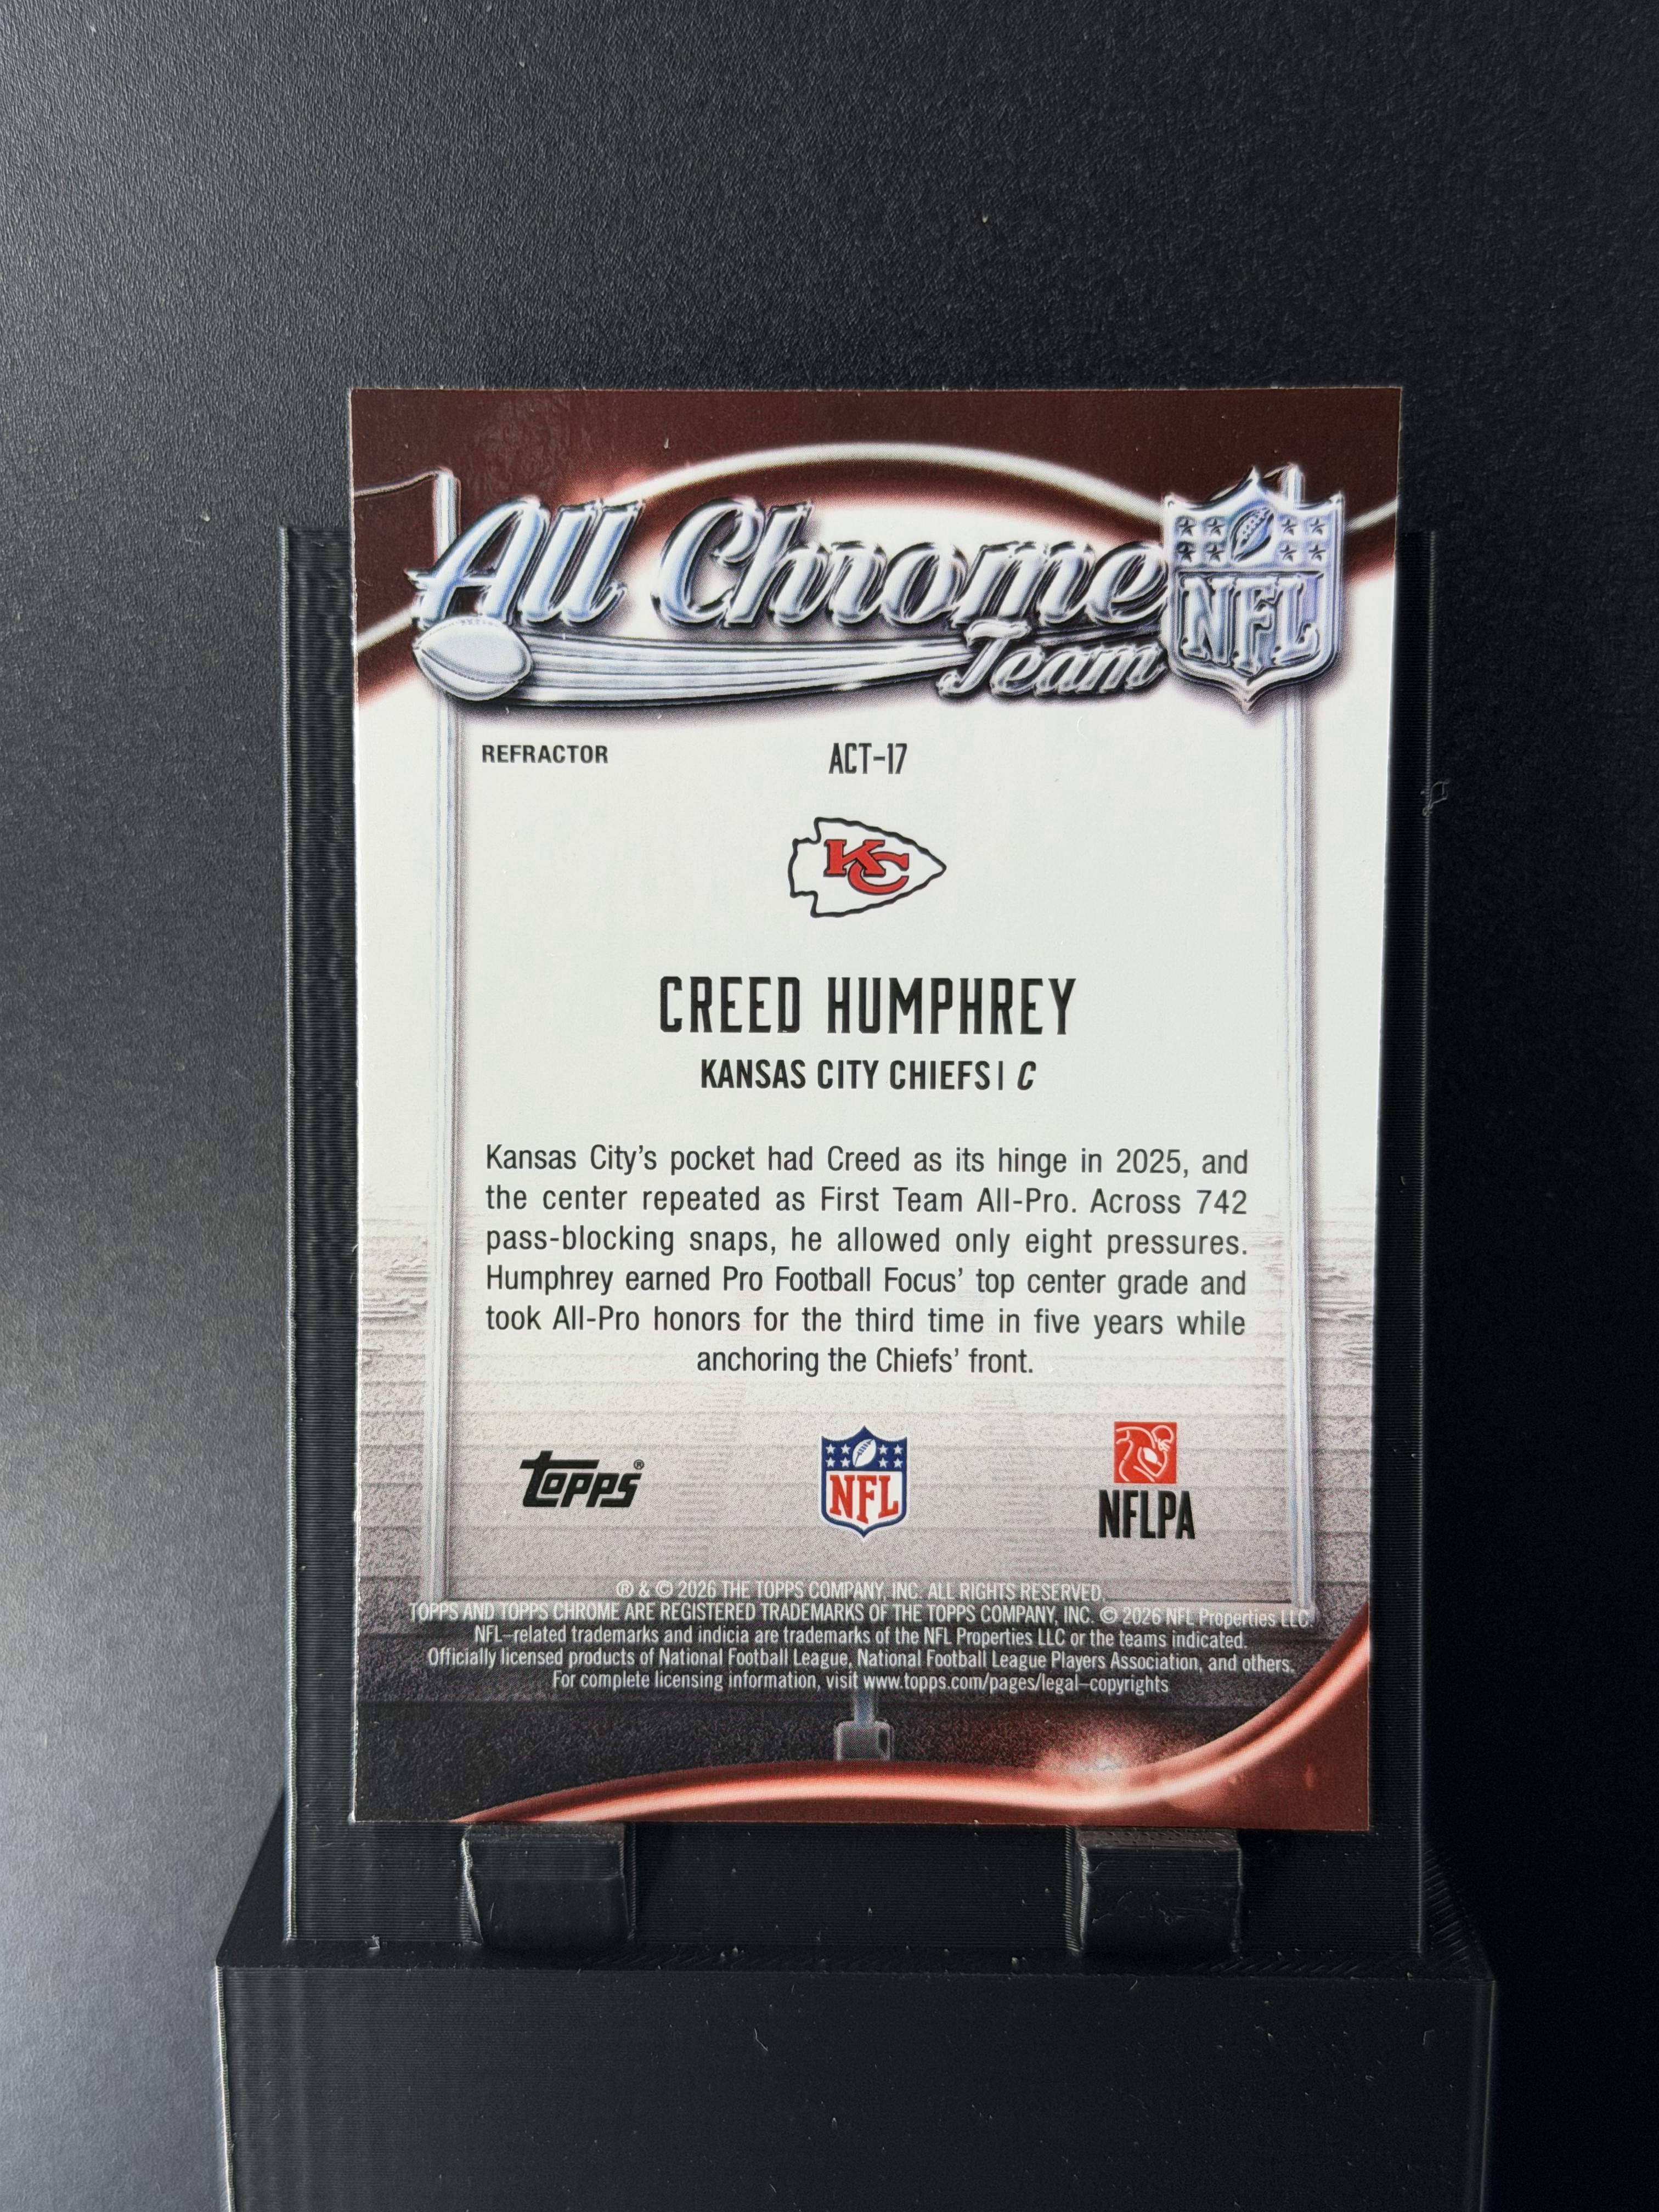 All Chrome
Team
NFL
REFRACTOR
ACT-17
KC
CREED HUMPHREY
KANSAS CITY CHIEFS | C
Kansas City's pocket had Creed as its hinge in 2025, and
the center repeated as First Team All-Pro. Across 742
pass-blocking snaps, he allowed only eight pressures.
Humphrey earned Pro Football Focus' top center grade and
took All-Pro honors for the third time in five years while
anchoring the Chiefs' front.
topps®
NFL
NFLPA
® & © 2026 THE TOPPS COMPANY, INC. ALL RIGHTS RESERVED.
TOPPS AND TOPPS CHROME ARE REGISTERED TRADEMARKS OF THE TOPPS COMPANY, INC. © 2026 NFL Properties LLC.
NFL-related trademarks and indicia are trademarks of the NFL Properties LLC or the teams indicated.
Officially licensed products of National Football League, National Football League Players Association, and others.
For complete licensing information, visit www.topps.com/pages/legal-copyrights